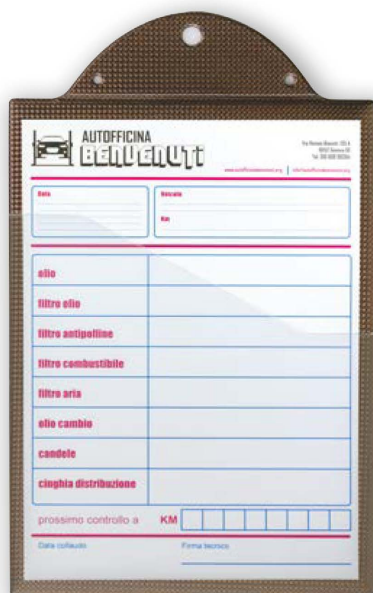 AUTOFFICINA
BENVENUTI
Data
Veicolo
Km
olio
filtro olio
filtro antipolline
filtro combustibile
filtro aria
olio cambio
candele
cinghia distribuzione
prossimo controllo a KM
Data collaudo Firma tecnico